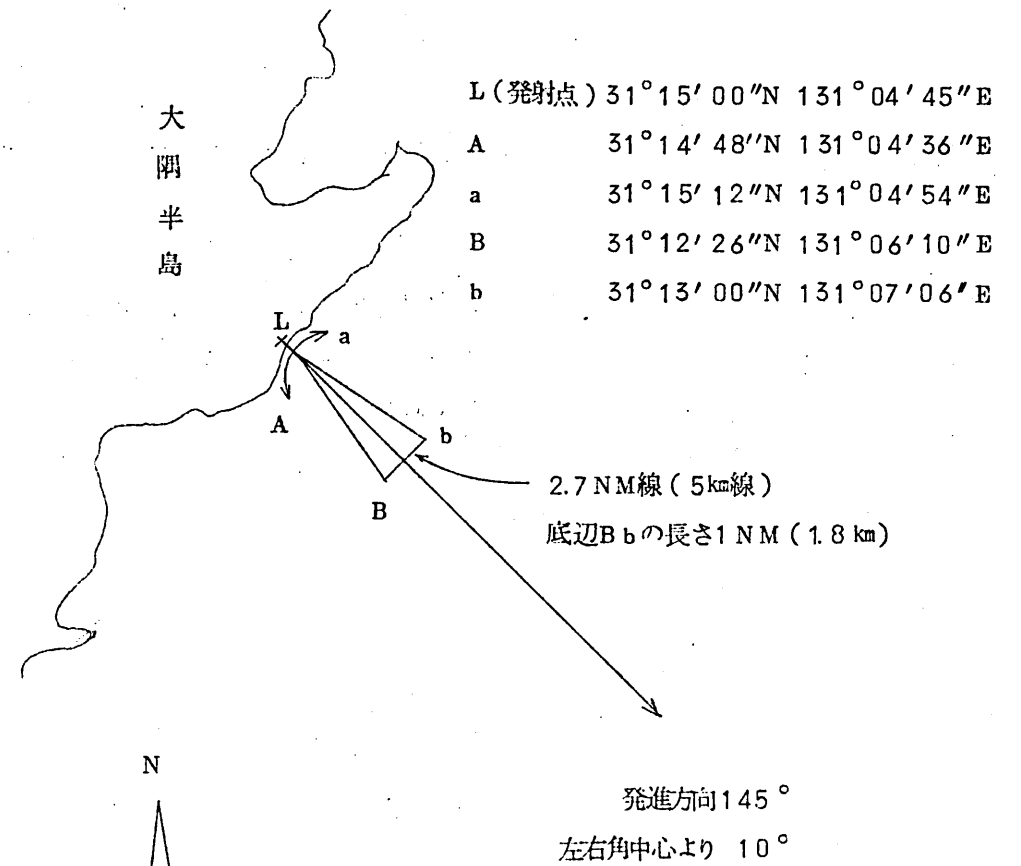 大隅半島
L(発射点)31°15′00″N 131°04′45″E
A 31°14′48″N 131°04′36″E
a 31°15′12″N 131°04′54″E
B 31°12′26″N 131°06′10″E
b 31°13′00″N 131°07′06″E
L
a
A
b
B
2.7NM線(5㎞線)
底辺Bbの長さ1NM(1.8㎞)
N
発進方向145°
左右角中心より 10°